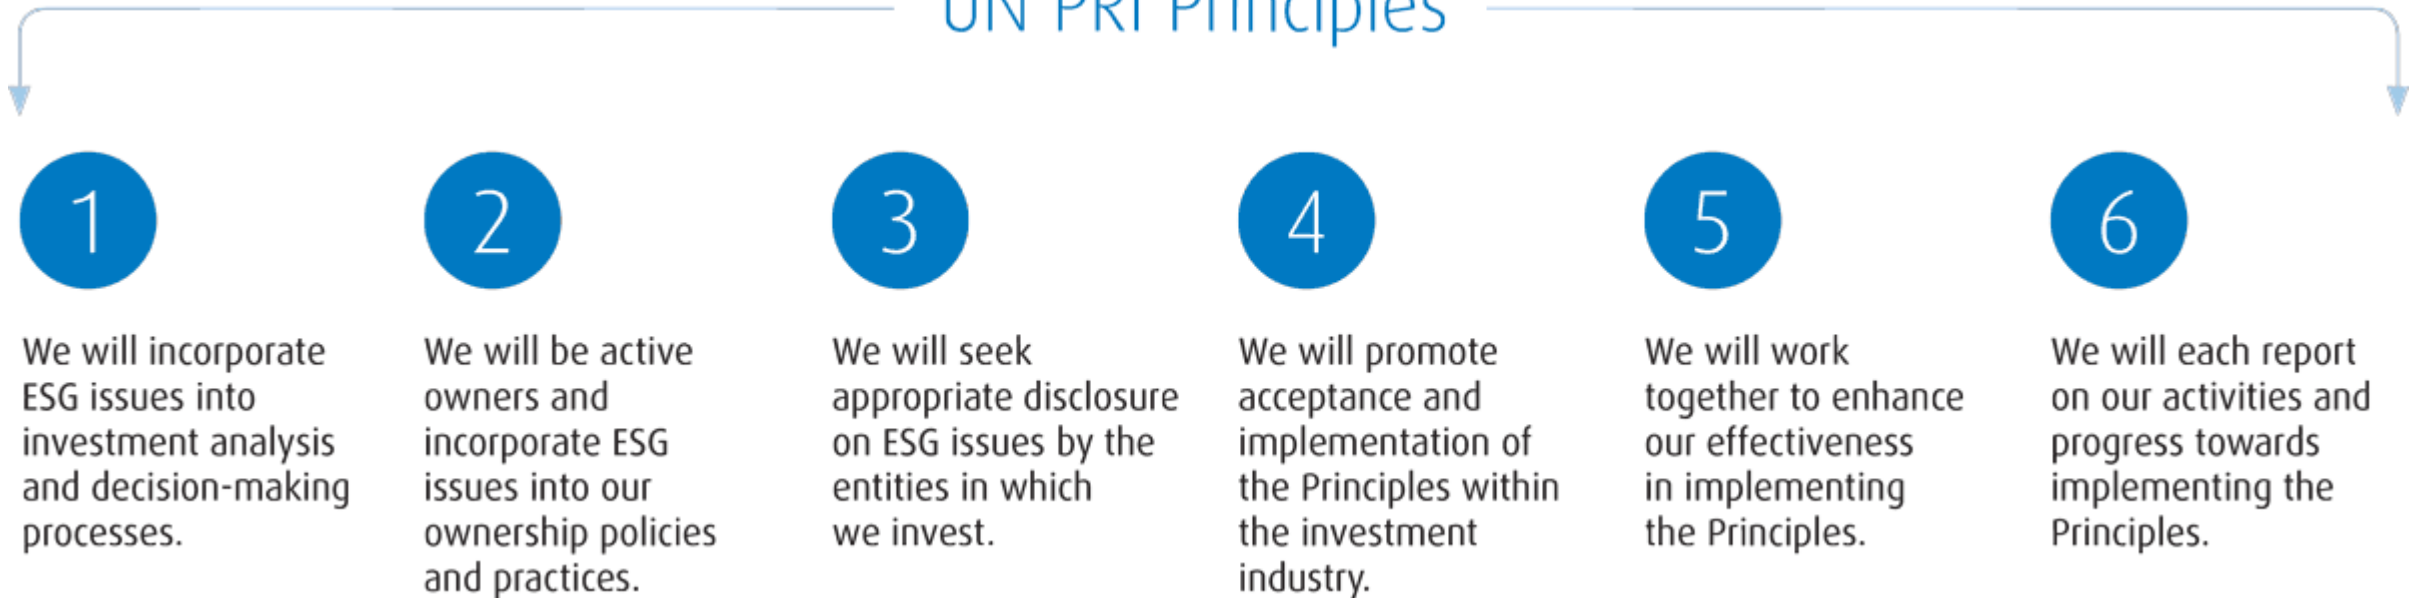 UN PRI Principles
1
We will incorporate
ESG issues into
investment analysis
and decision-making
processes.
2
We will be active
owners and
incorporate ESG
issues into our
ownership policies
and practices.
3
We will seek
appropriate disclosure
on ESG issues by the
entities in which
we invest.
4
We will promote
acceptance and
implementation of
the Principles within
the investment
industry.
5
We will work
together to enhance
our effectiveness
in implementing
the Principles.
6
We will each report
on our activities and
progress towards
implementing the
Principles.